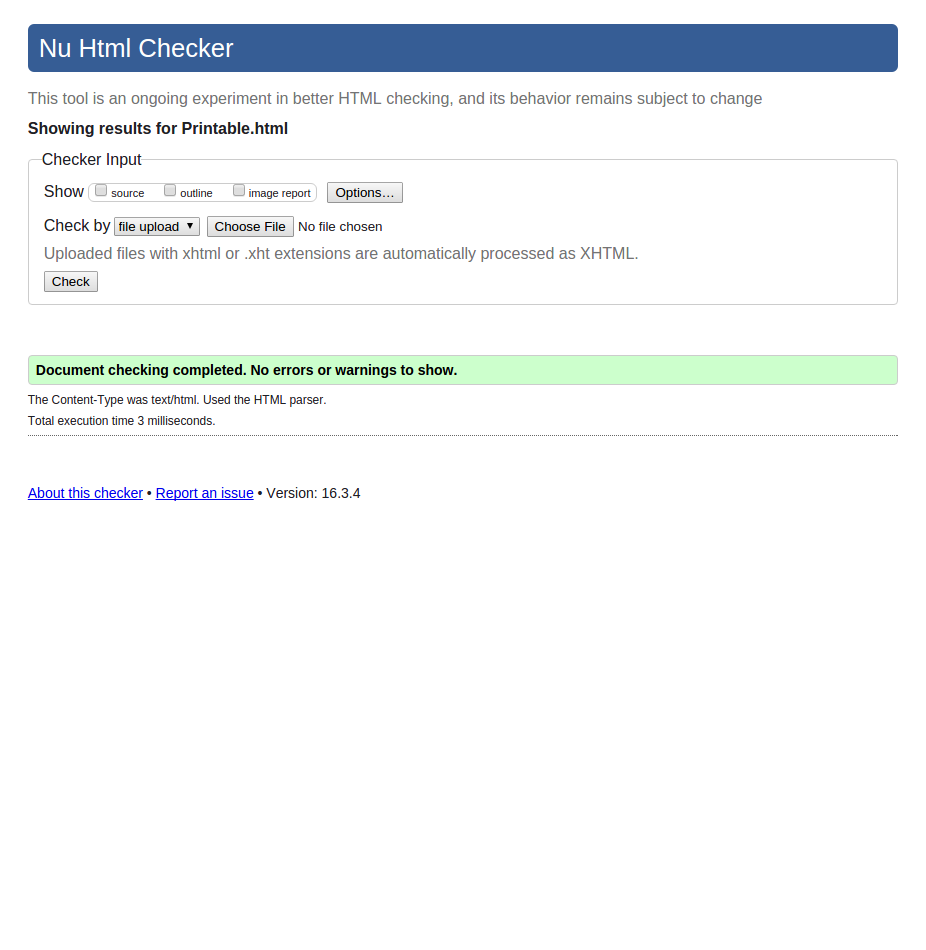 Nu Html Checker
This tool is an ongoing experiment in better HTML checking, and its behavior remains subject to change
Showing results for Printable.html
Checker Input
Show source outline image report Options…
Check by file upload ▼ Choose File No file chosen
Uploaded files with xhtml or .xht extensions are automatically processed as XHTML.
Check
Document checking completed. No errors or warnings to show.
The Content-Type was text/html. Used the HTML parser.
Total execution time 3 milliseconds.
About this checker • Report an issue • Version: 16.3.4